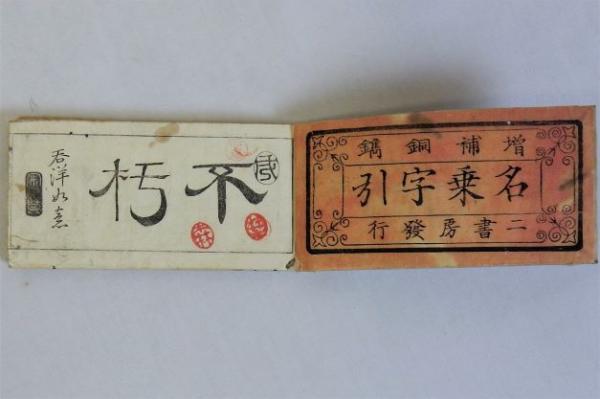 增補銅鐫
名乗字引
二書房發行
不朽